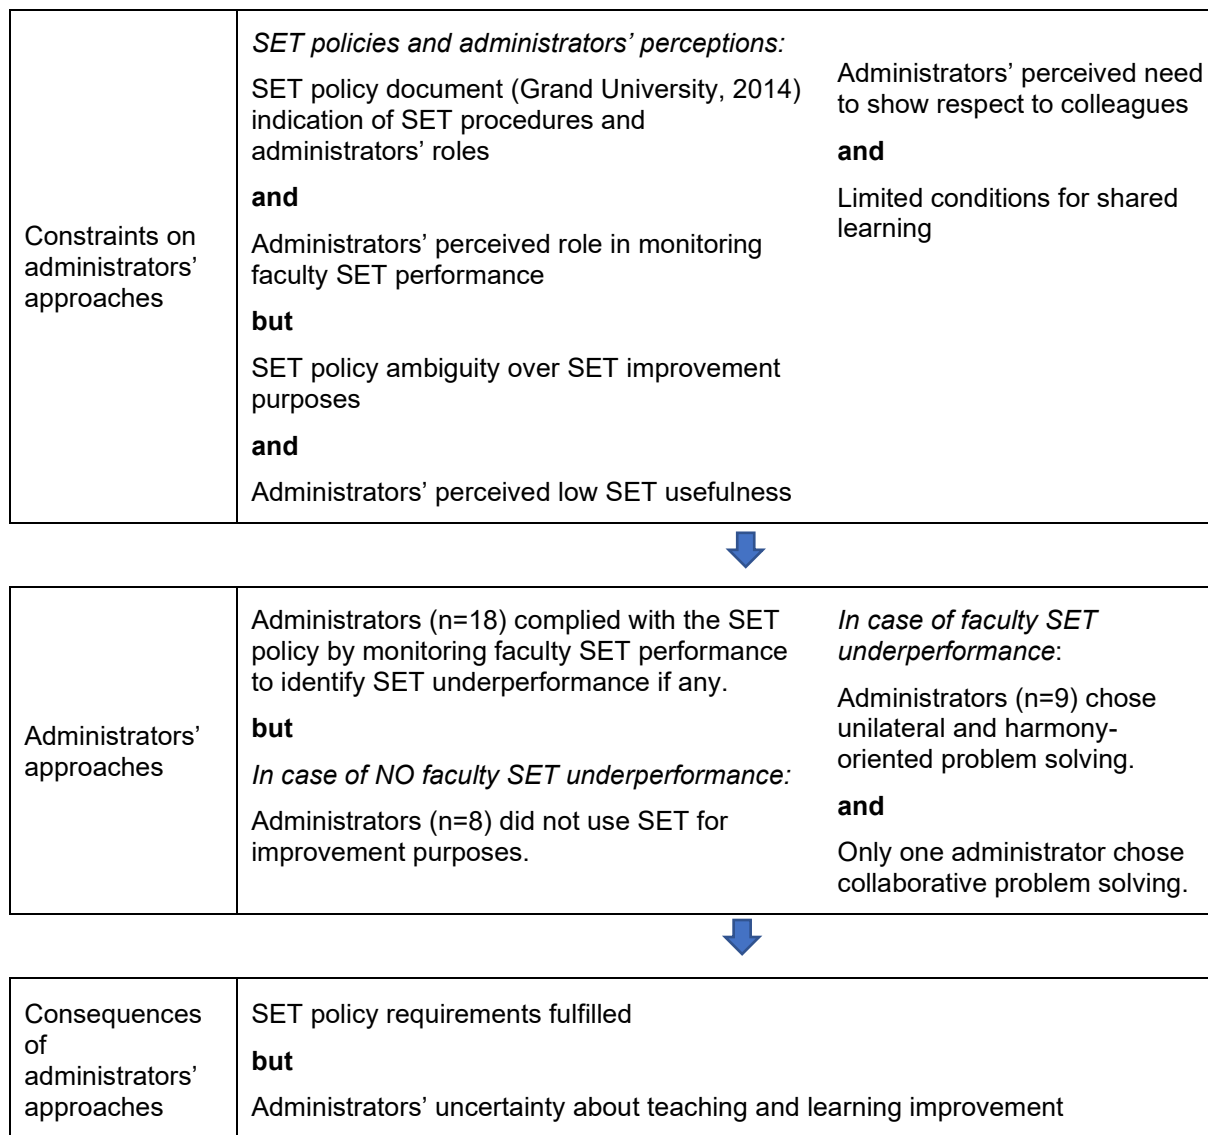 Constraints on
administrators’
approaches
SET policies and administrators’ perceptions:
SET policy document (Grand University, 2014)
indication of SET procedures and
administrators’ roles
and
Administrators’ perceived role in monitoring
faculty SET performance
but
SET policy ambiguity over SET improvement
purposes
and
Administrators’ perceived low SET usefulness
Administrators’ perceived need
to show respect to colleagues
and
Limited conditions for shared
learning
Administrators’
approaches
Administrators (n=18) complied with the SET
policy by monitoring faculty SET performance
to identify SET underperformance if any.
but
In case of NO faculty SET underperformance:
Administrators (n=8) did not use SET for
improvement purposes.
In case of faculty SET
underperformance:
Administrators (n=9) chose
unilateral and harmony-
oriented problem solving.
and
Only one administrator chose
collaborative problem solving.
Consequences
of
administrators’
approaches
SET policy requirements fulfilled
but
Administrators’ uncertainty about teaching and learning improvement